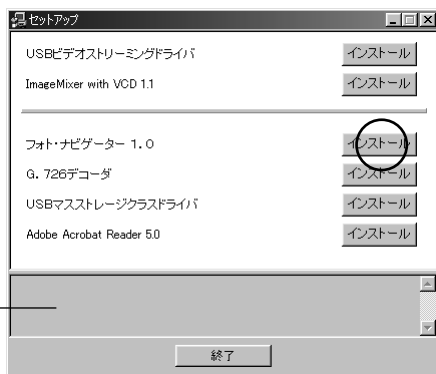 セットアップ
USBビデオストリーミングドライバ インストール
ImageMixer with VCD 1.1 インストール
フォト・ナビゲーター 1.0 インストール
G.726デコーダ インストール
USBマスストレージクラスドライバ インストール
Adobe Acrobat Reader 5.0 インストール
終了